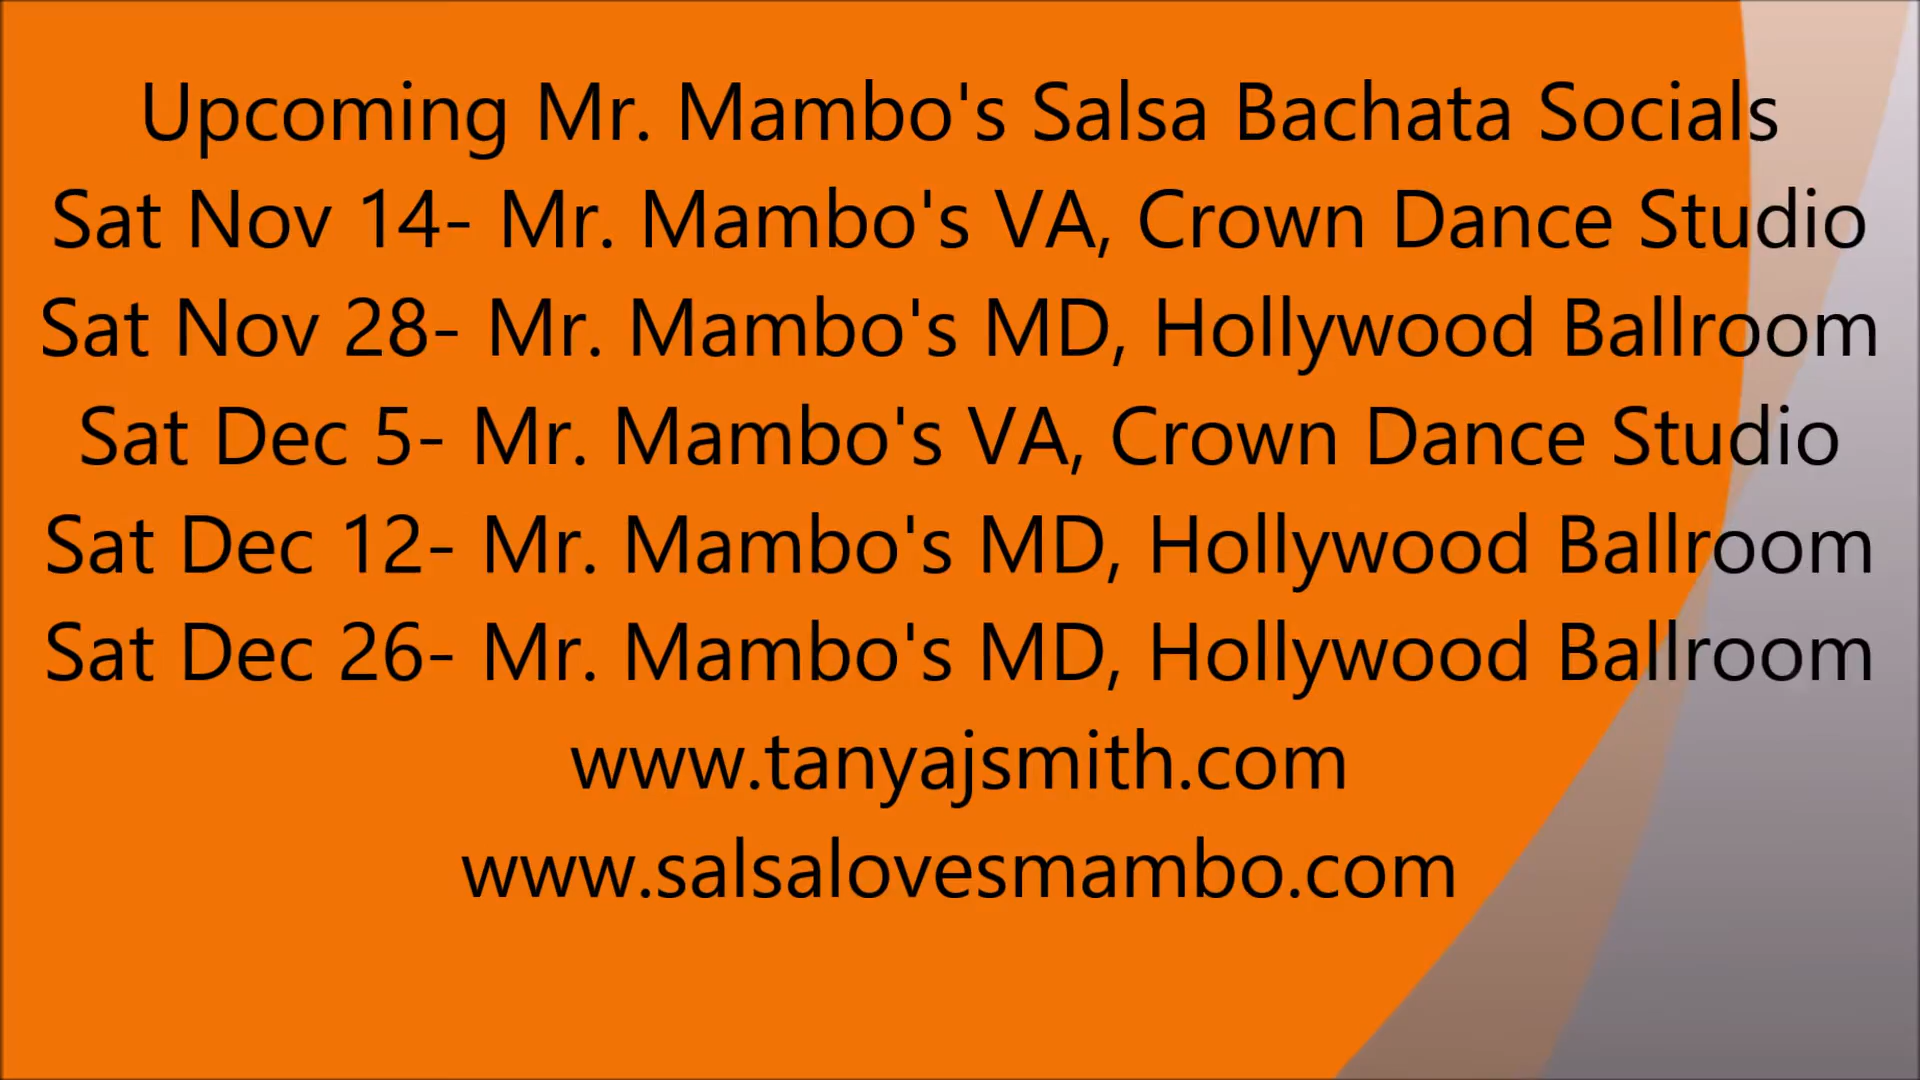 Upcoming Mr. Mambo's Salsa Bachata Socials
Sat Nov 14- Mr. Mambo's VA, Crown Dance Studio
Sat Nov 28- Mr. Mambo's MD, Hollywood Ballroom
Sat Dec 5- Mr. Mambo's VA, Crown Dance Studio
Sat Dec 12- Mr. Mambo's MD, Hollywood Ballroom
Sat Dec 26- Mr. Mambo's MD, Hollywood Ballroom
www.tanyajsmith.com
www.salsalovesmambo.com